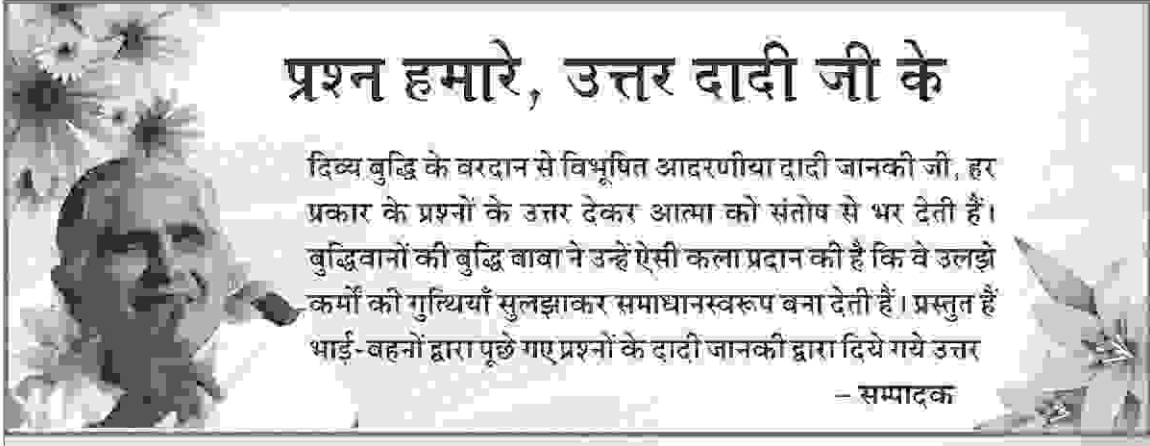 प्रश्न हमारे, उत्तर दादी जी के
दिव्य बुद्धि के वरदान से विभूषित आदरणीया दादी जानकी जी, हर
प्रकार के प्रश्नों के उत्तर देकर आत्मा को संतोष से भर देती हैं।
बुद्धिवानों की बुद्धि बाबा ने उन्हें ऐसी कला प्रदान की है कि वे उलझे
कर्मों की गुत्थियाँ सुलझाकर समाधानस्वरूप बना देती हैं। प्रस्तुत हैं
भाई-बहनों द्वारा पूछे गए प्रश्नों के दादी जानकी द्वारा दिये गये उत्तर
– सम्पादक